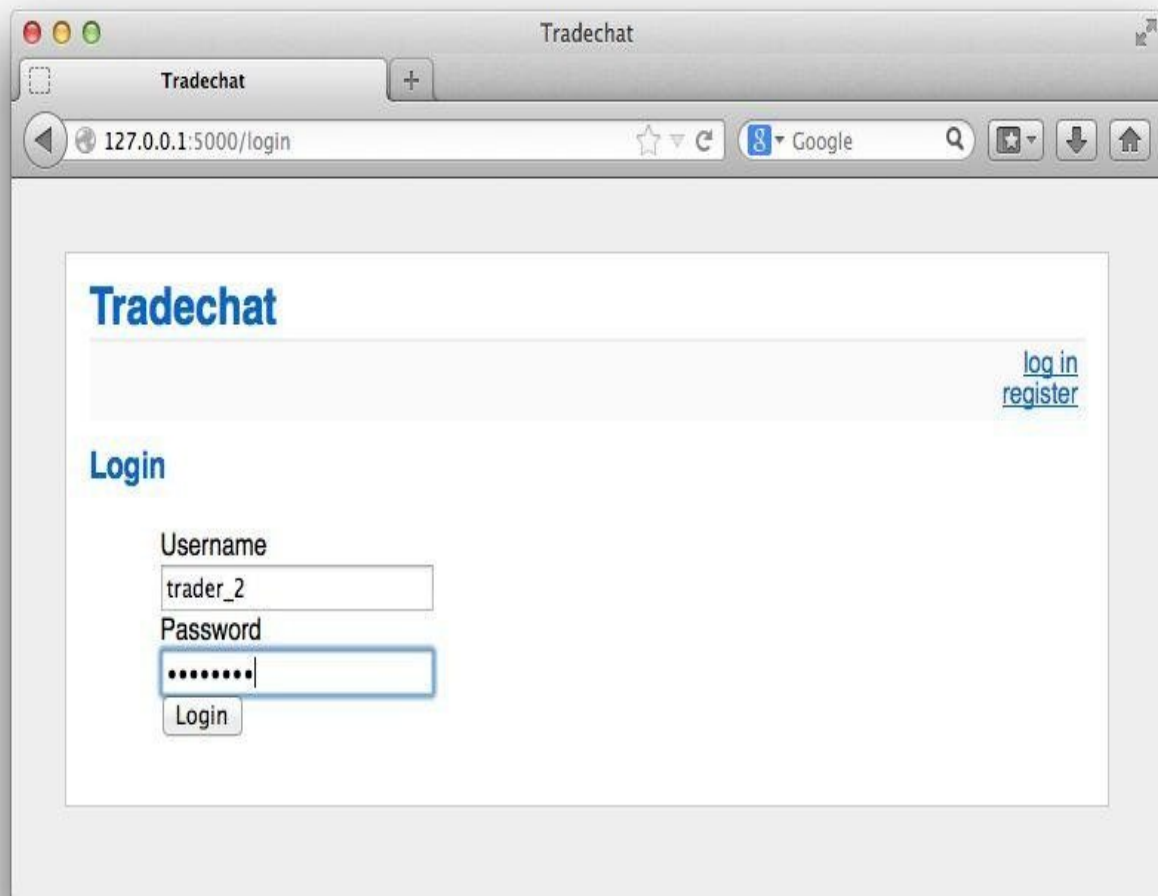 Tradechat
Tradechat
127.0.0.1:5000/login
Google
Tradechat
log in
register
Login
Username
trader_2
Password
••••••••
Login